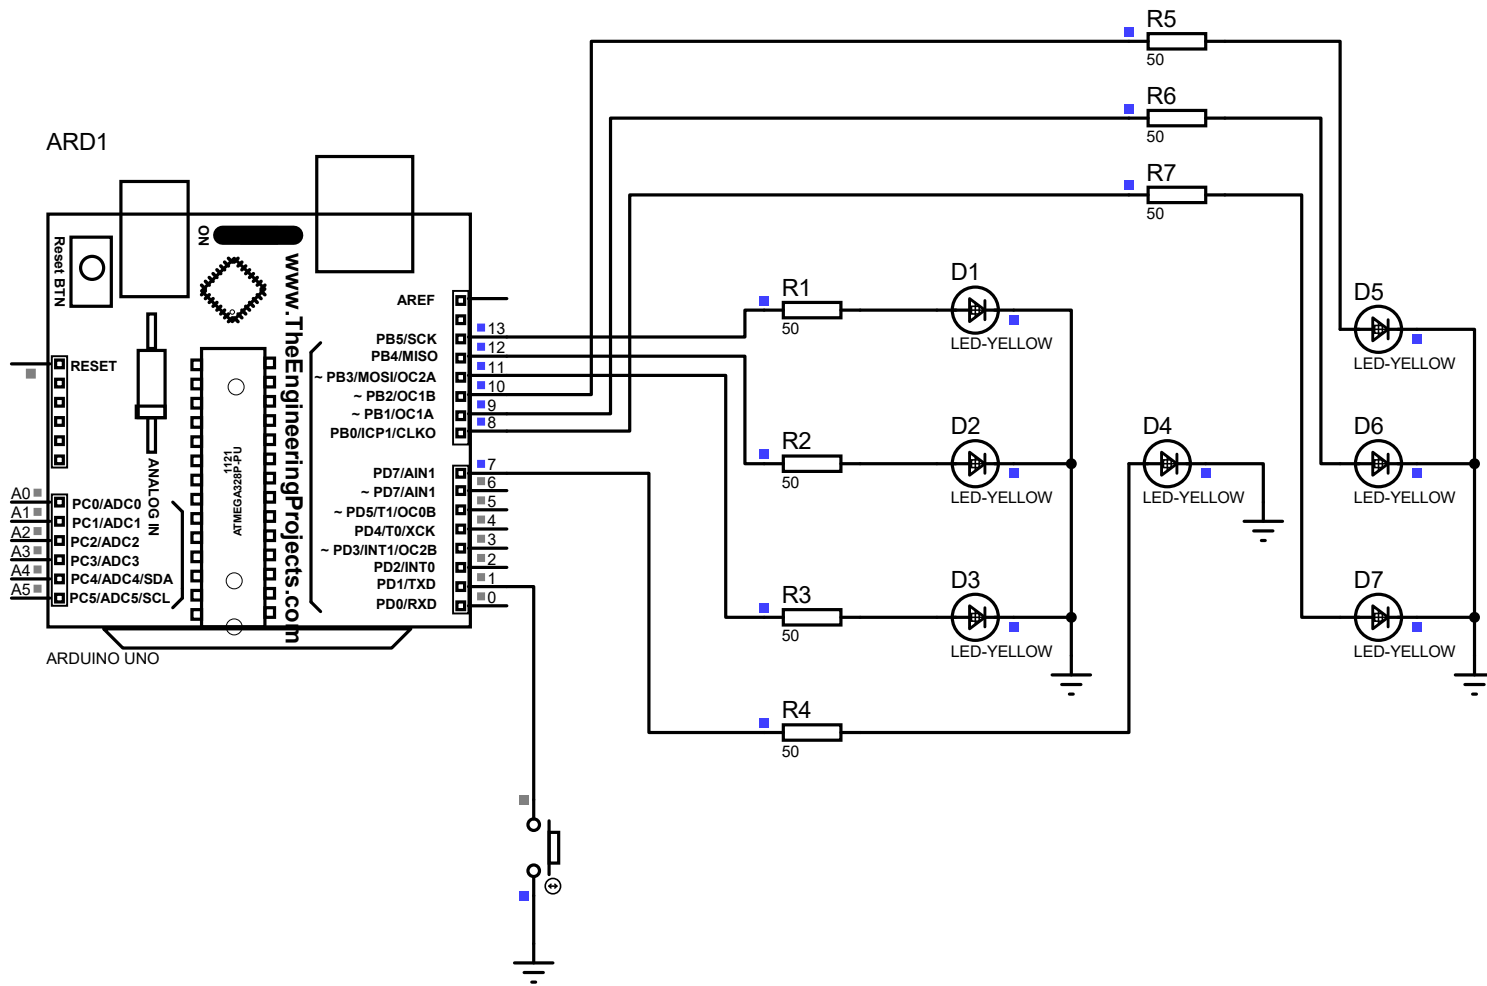 R5
50
R6
50
R7
50
ARD1
Reset BTN
ON
www.TheEngineeringProjects.com
AREF
PB5/SCK
13
PB4/MISO
12
~ PB3/MOSI/OC2A
11
~ PB2/OC1B
10
~ PB1/OC1A
9
PB0/ICP1/CLKO
8
RESET
1121
ATMEGA328P-PU
ANALOG IN
PD7/AIN1
7
~ PD7/AIN1
6
~ PD5/T1/OC0B
5
PD4/T0/XCK
4
~ PD3/INT1/OC2B
3
PD2/INT0
2
PD1/TXD
1
PD0/RXD
0
A0
PC0/ADC0
A1
PC1/ADC1
A2
PC2/ADC2
A3
PC3/ADC3
A4
PC4/ADC4/SDA
A5
PC5/ADC5/SCL
ARDUINO UNO
R1
50
D1
LED-YELLOW
R2
50
D2
LED-YELLOW
R3
50
D3
LED-YELLOW
R4
50
D4
LED-YELLOW
D5
LED-YELLOW
D6
LED-YELLOW
D7
LED-YELLOW